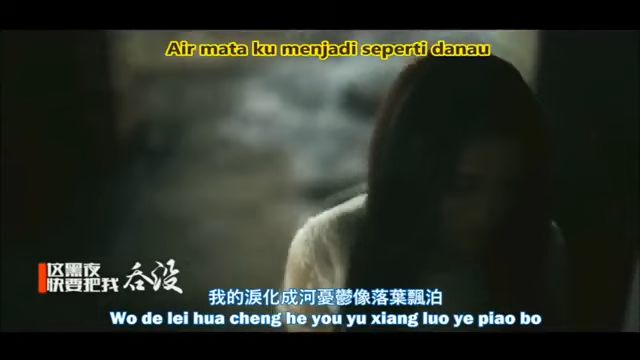 Air mata ku menjadi seperti danau
这黑夜
快要把我吞没
我的淚化成河憂鬱像落葉飄泊
Wo de lei hua cheng he you yu xiang luo ye piao bo